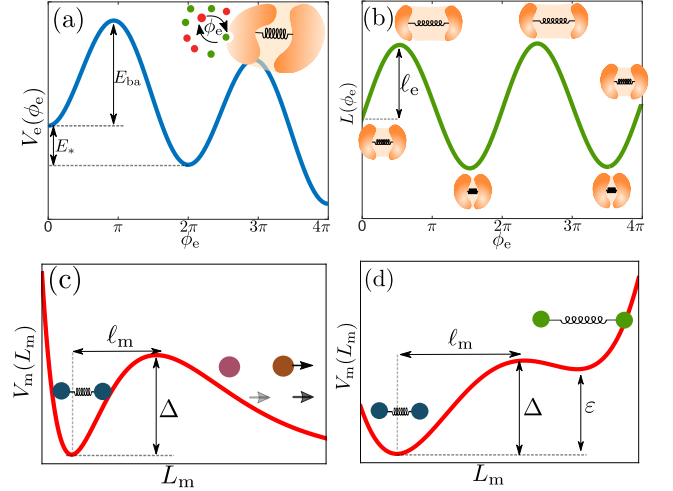 (a)
V_e(ϕ_e)
E_ba
E_*
ϕ_e
0 π 2π 3π 4π
ϕ_e
(b)
L(ϕ_e)
ℓ_e
0 π 2π 3π 4π
ϕ_e
(c)
V_m(L_m)
ℓ_m
Δ
L_m
(d)
V_m(L_m)
ℓ_m
Δ
ε
L_m